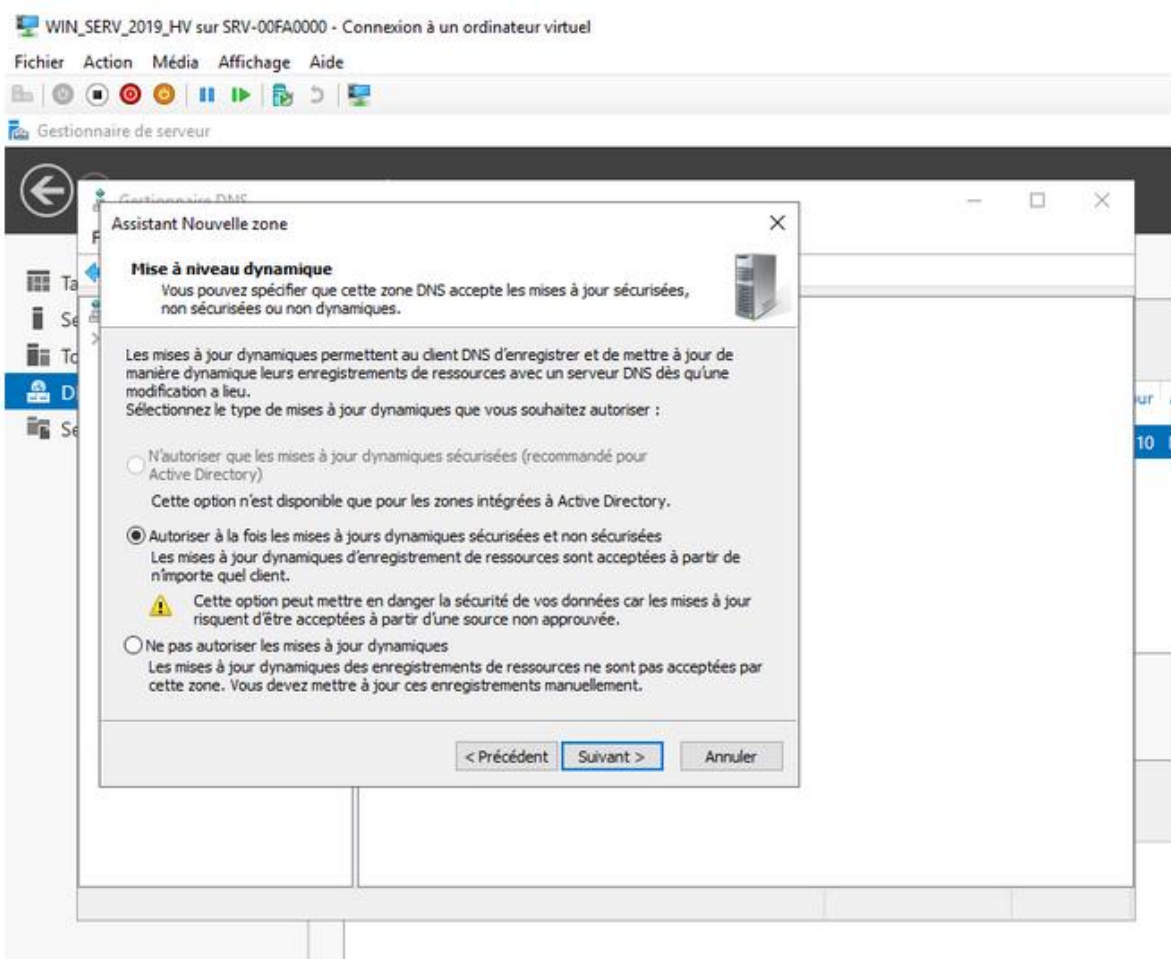 WIN_SERV_2019_HV sur SRV-00FA0000 - Connexion à un ordinateur virtuel
Fichier Action Média Affichage Aide
Gestionnaire de serveur
Gestionnaire DNS
Assistant Nouvelle zone
F
Mise à niveau dynamique
Vous pouvez spécifier que cette zone DNS accepte les mises à jour sécurisées,
non sécurisées ou non dynamiques.
Ta
Se
To
D
Se
Les mises à jour dynamiques permettent au client DNS d'enregistrer et de mettre à jour de
manière dynamique leurs enregistrements de ressources avec un serveur DNS dès qu'une
modification a lieu.
Sélectionnez le type de mises à jour dynamiques que vous souhaitez autoriser :
ur
10
N'autoriser que les mises à jour dynamiques sécurisées (recommandé pour
Active Directory)
Cette option n'est disponible que pour les zones intégrées à Active Directory.
Autoriser à la fois les mises à jours dynamiques sécurisées et non sécurisées
Les mises à jour dynamiques d'enregistrement de ressources sont acceptées à partir de
n'importe quel client.
Cette option peut mettre en danger la sécurité de vos données car les mises à jour
risquent d'être acceptées à partir d'une source non approuvée.
Ne pas autoriser les mises à jour dynamiques
Les mises à jour dynamiques des enregistrements de ressources ne sont pas acceptées par
cette zone. Vous devez mettre à jour ces enregistrements manuellement.
< Précédent Suivant > Annuler